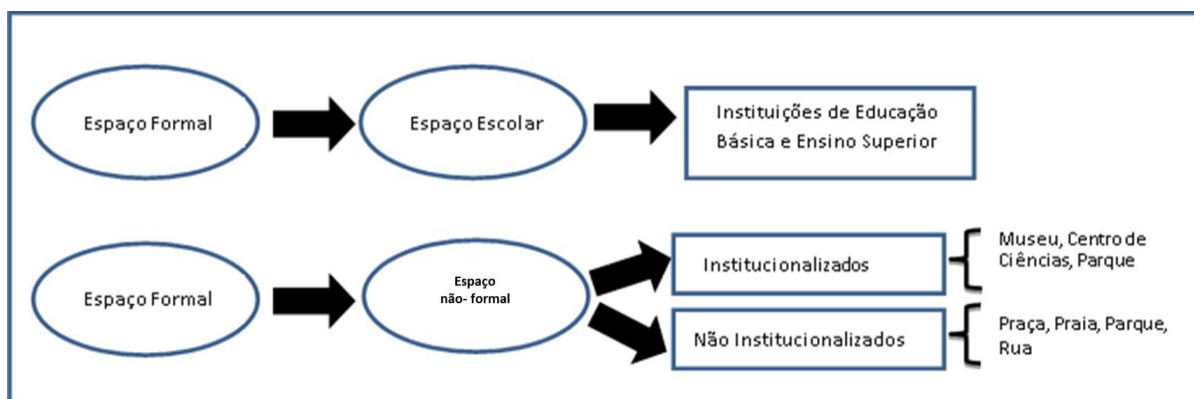 Espaço Formal
Espaço Escolar
Instituições de Educação
Básica e Ensino Superior
Espaço Formal
Espaço
não- formal
Institucionalizados
Museu, Centro de
Ciências, Parque
Não Institucionalizados
Praça, Praia, Parque,
Rua